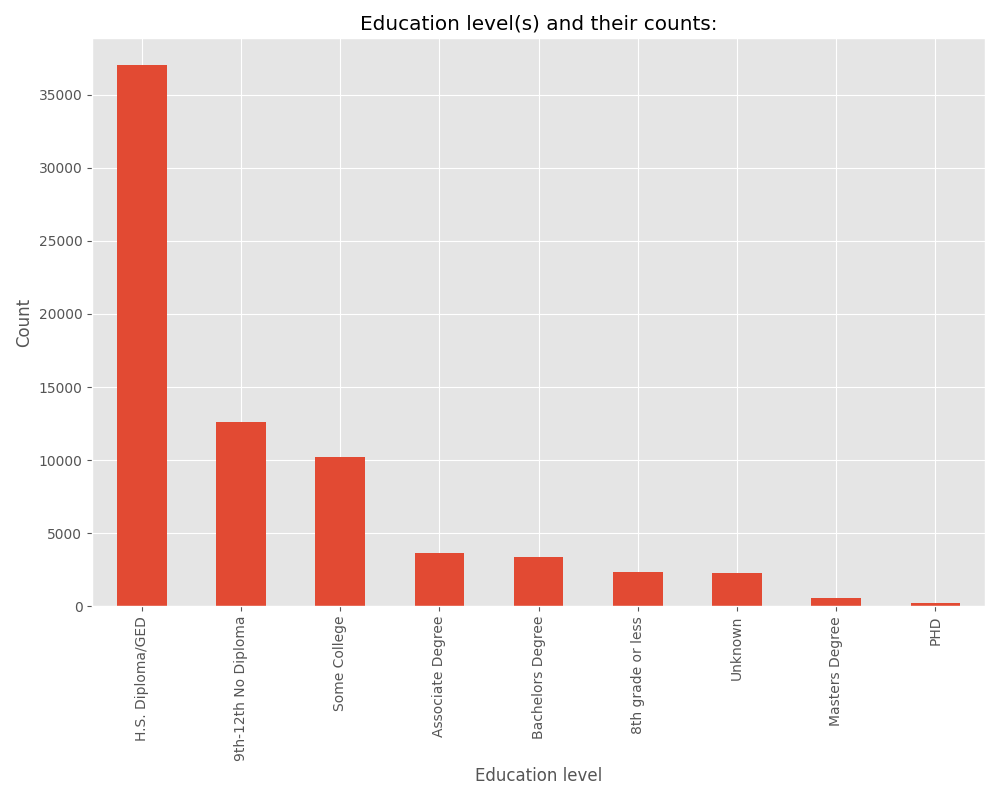 Education level(s) and their counts:
Count
35000
30000
25000
20000
15000
10000
5000
0
H.S. Diploma/GED
9th-12th No Diploma
Some College
Associate Degree
Bachelors Degree
8th grade or less
Unknown
Masters Degree
PHD
Education level